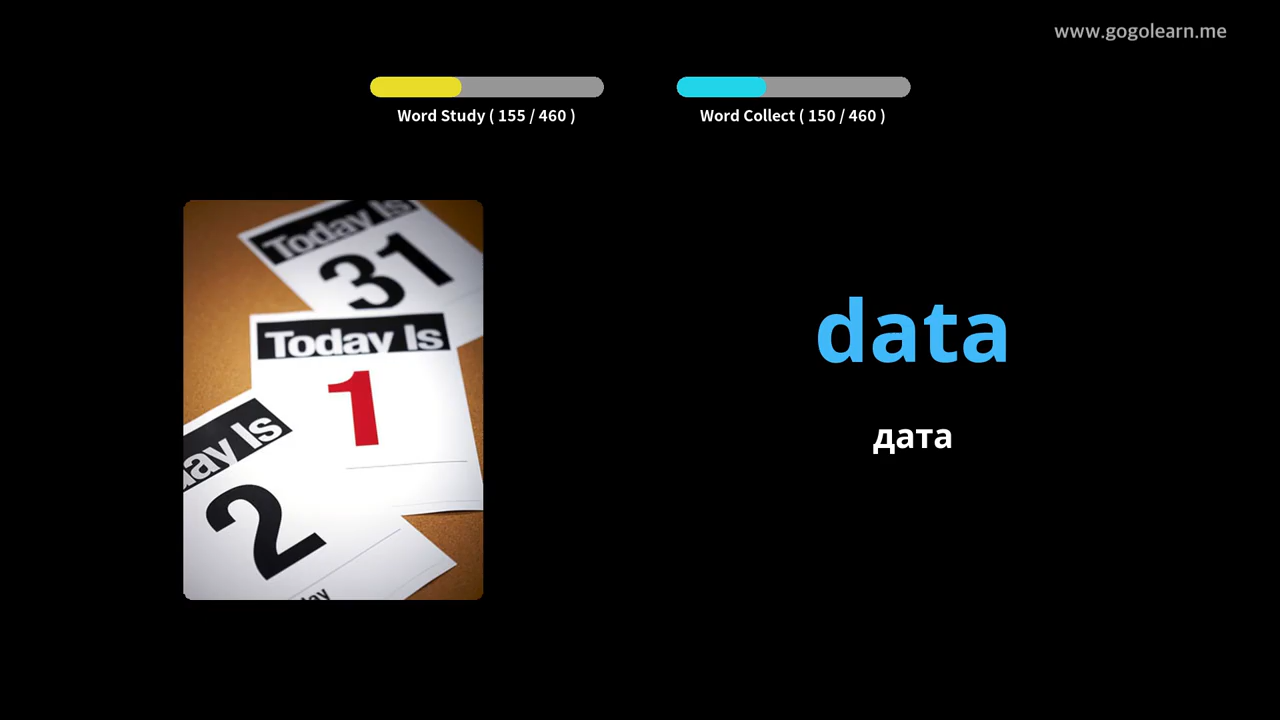 www.gogolearn.me
Word Study ( 155 / 460 )
Word Collect ( 150 / 460 )
Today Is
31
Today Is
1
ay Is
2
data
дата